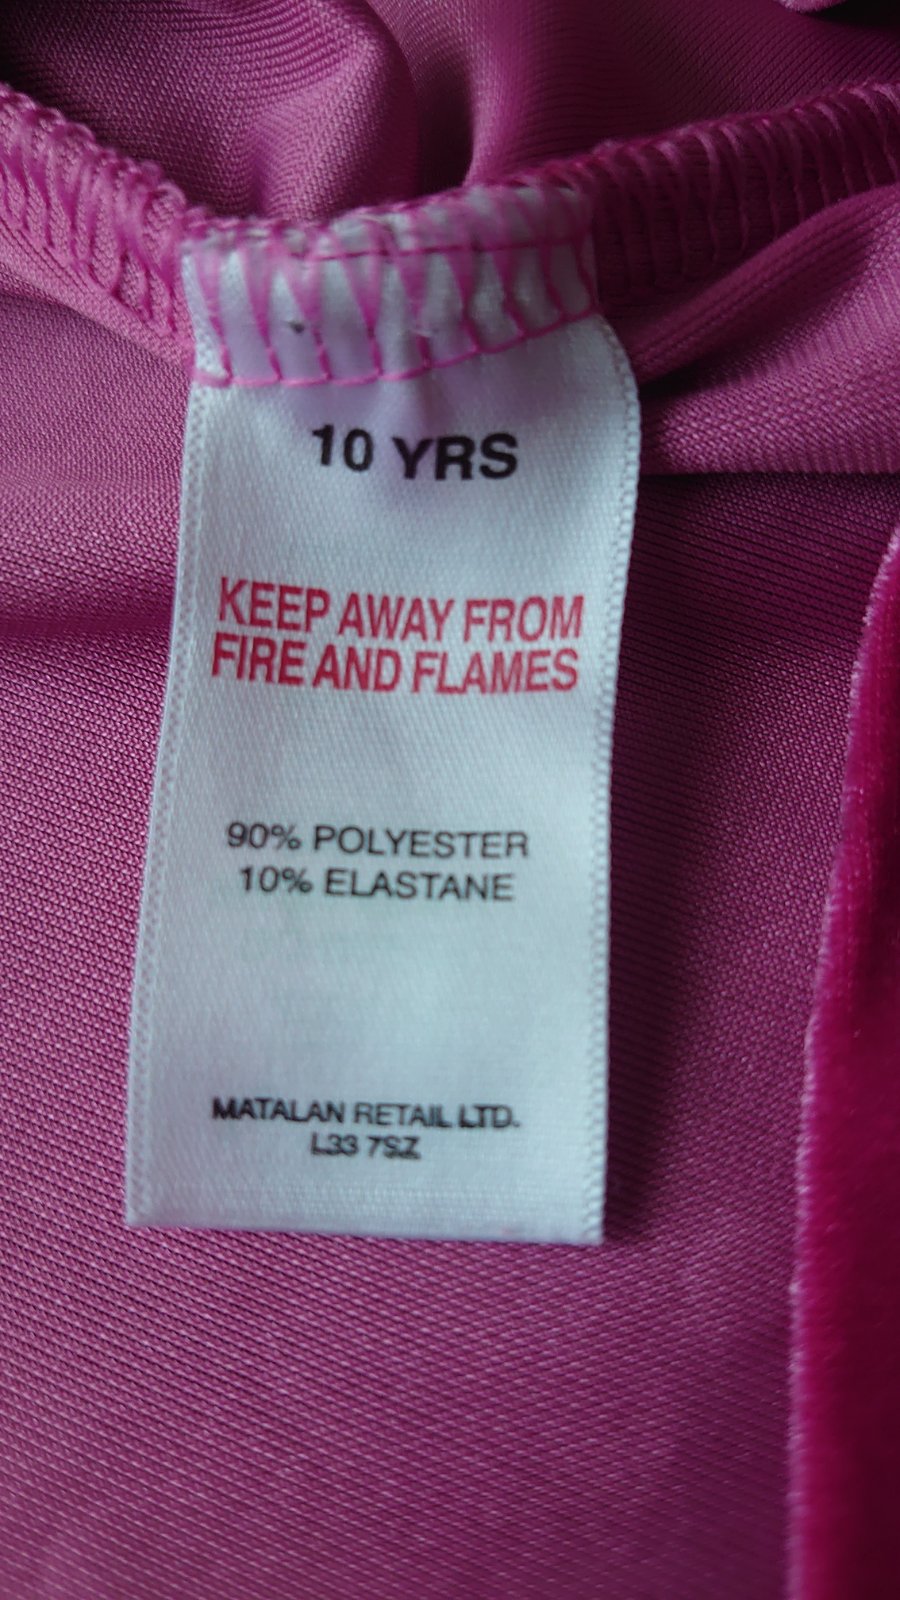 10 YRS
KEEP AWAY FROM
FIRE AND FLAMES
90% POLYESTER
10% ELASTANE
MATALAN RETAIL LTD.
L33 7SZ